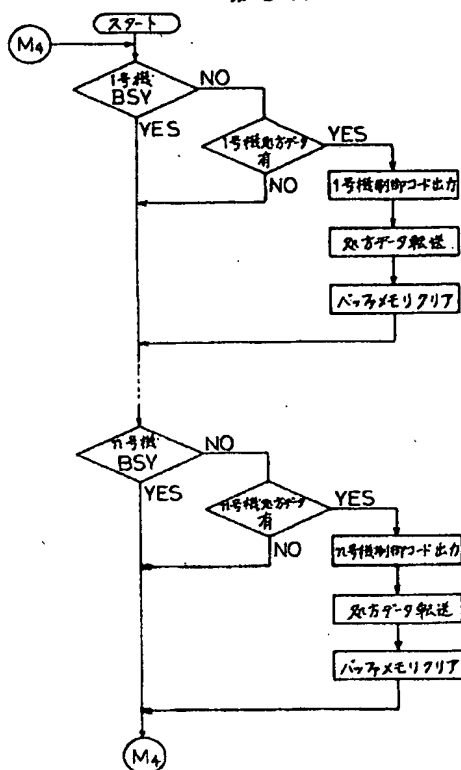 スタート
M4
1号機
BSY
NO
YES
1号機処方データ
有
YES
NO
1号機制御コード出力
処方データ転送
バッファメモリクリア
n号機
BSY
NO
YES
n号機処方データ
有
YES
NO
n号機制御コード出力
処方データ転送
バッファメモリクリア
M4